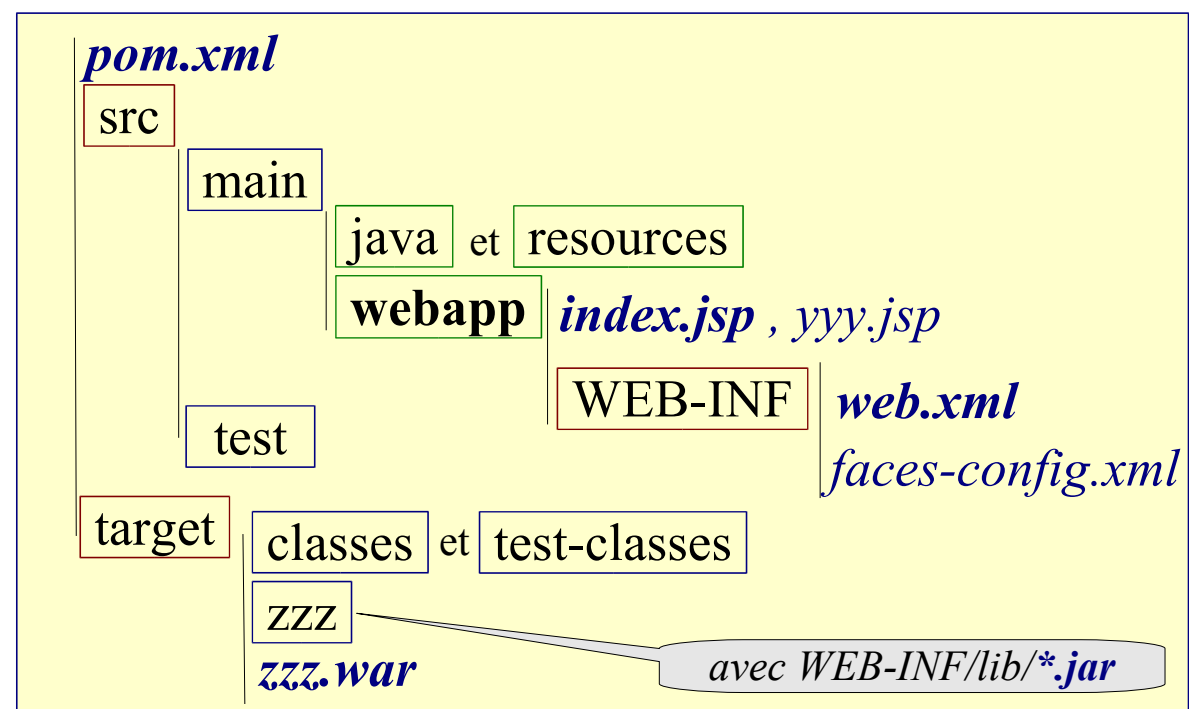 pom.xml
src
main
java et resources
webapp index.jsp , yyy.jsp
WEB-INF web.xml
test
faces-config.xml
target
classes et test-classes
zzz
avec WEB-INF/lib/*.jar
zzz.war